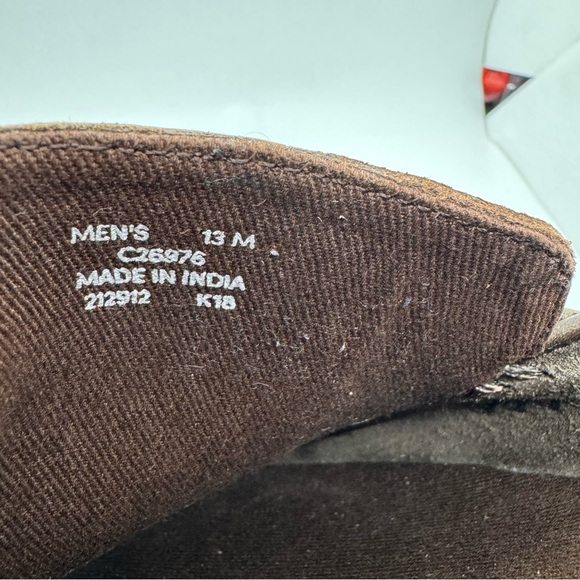 MEN'S 13 M
C26976
MADE IN INDIA
212912 K18